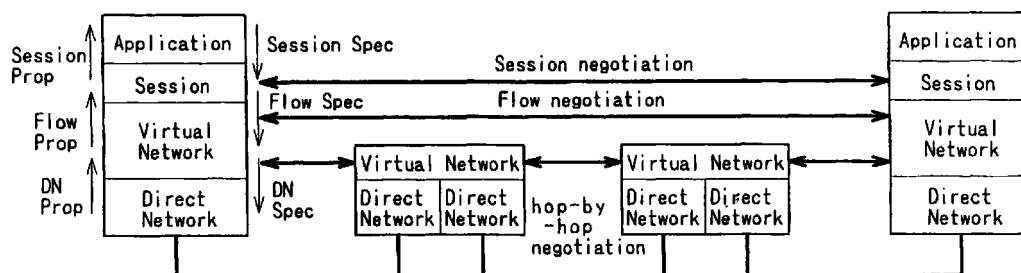 Session
Prop
Flow
Prop
DN
Prop
Application
Session
Virtual
Network
Direct
Network
Session Spec
Flow Spec
DN
Spec
Session negotiation
Flow negotiation
Virtual Network
Direct
Network
Direct
Network
hop-by
-hop
negotiation
Virtual Network
Direct
Network
Direct
Network
Application
Session
Virtual
Network
Direct
Network